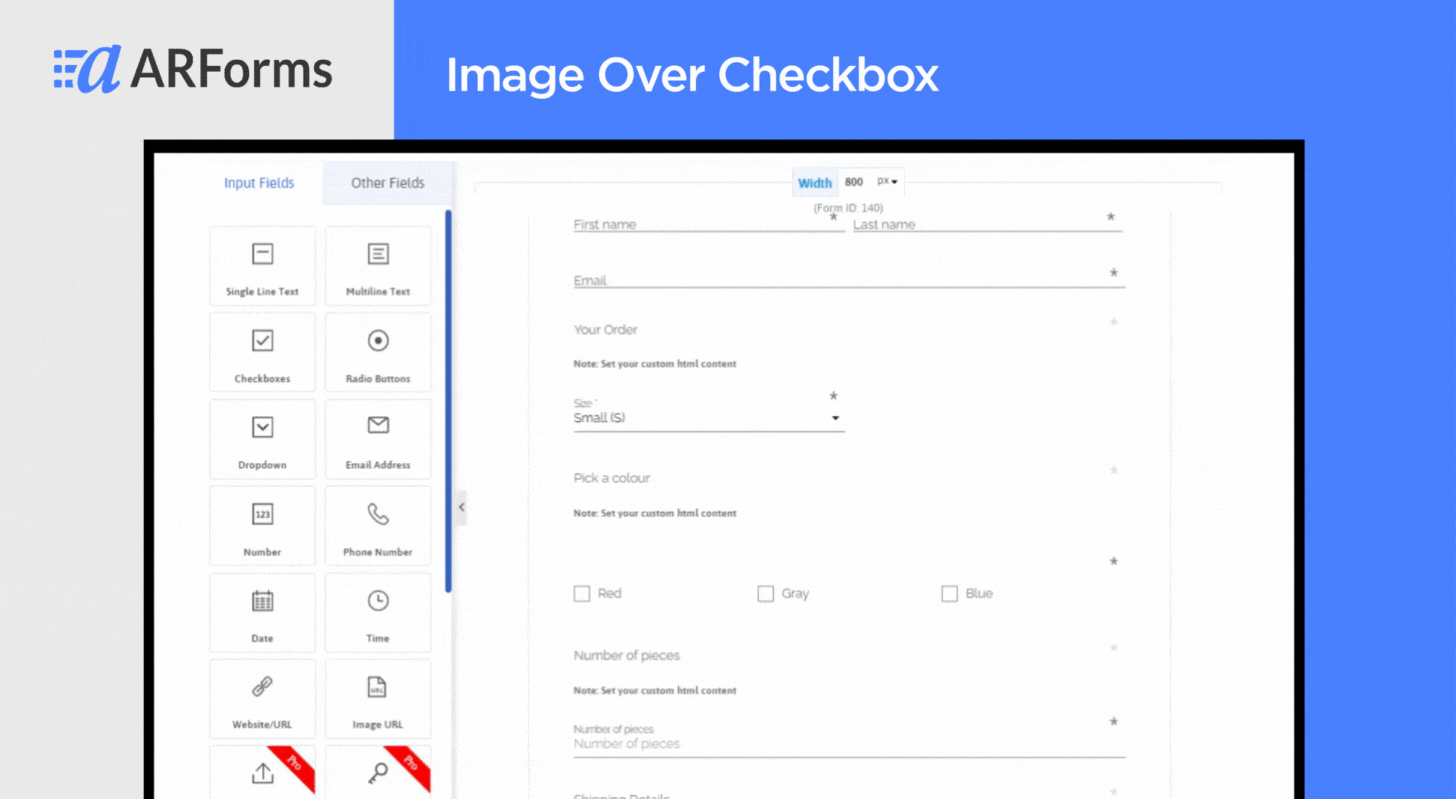 ARForms
Image Over Checkbox
Input Fields
Other Fields
Single Line Text
Multiline Text
Checkboxes
Radio Buttons
Dropdown
Email Address
123
Number
Phone Number
Date
Time
URL
Website/URL
Image URL
Pro
Pro
Width 800 px
(Form ID: 140)
*
*
First name
Last name
*
Email
Your Order
*
Note: Set your custom html content
*
Size *
Small (S)
Pick a colour
*
Note: Set your custom html content
*
Red
Gray
Blue
Number of pieces
*
Note: Set your custom html content
*
Number of pieces
Number of pieces
Shipping Details
*